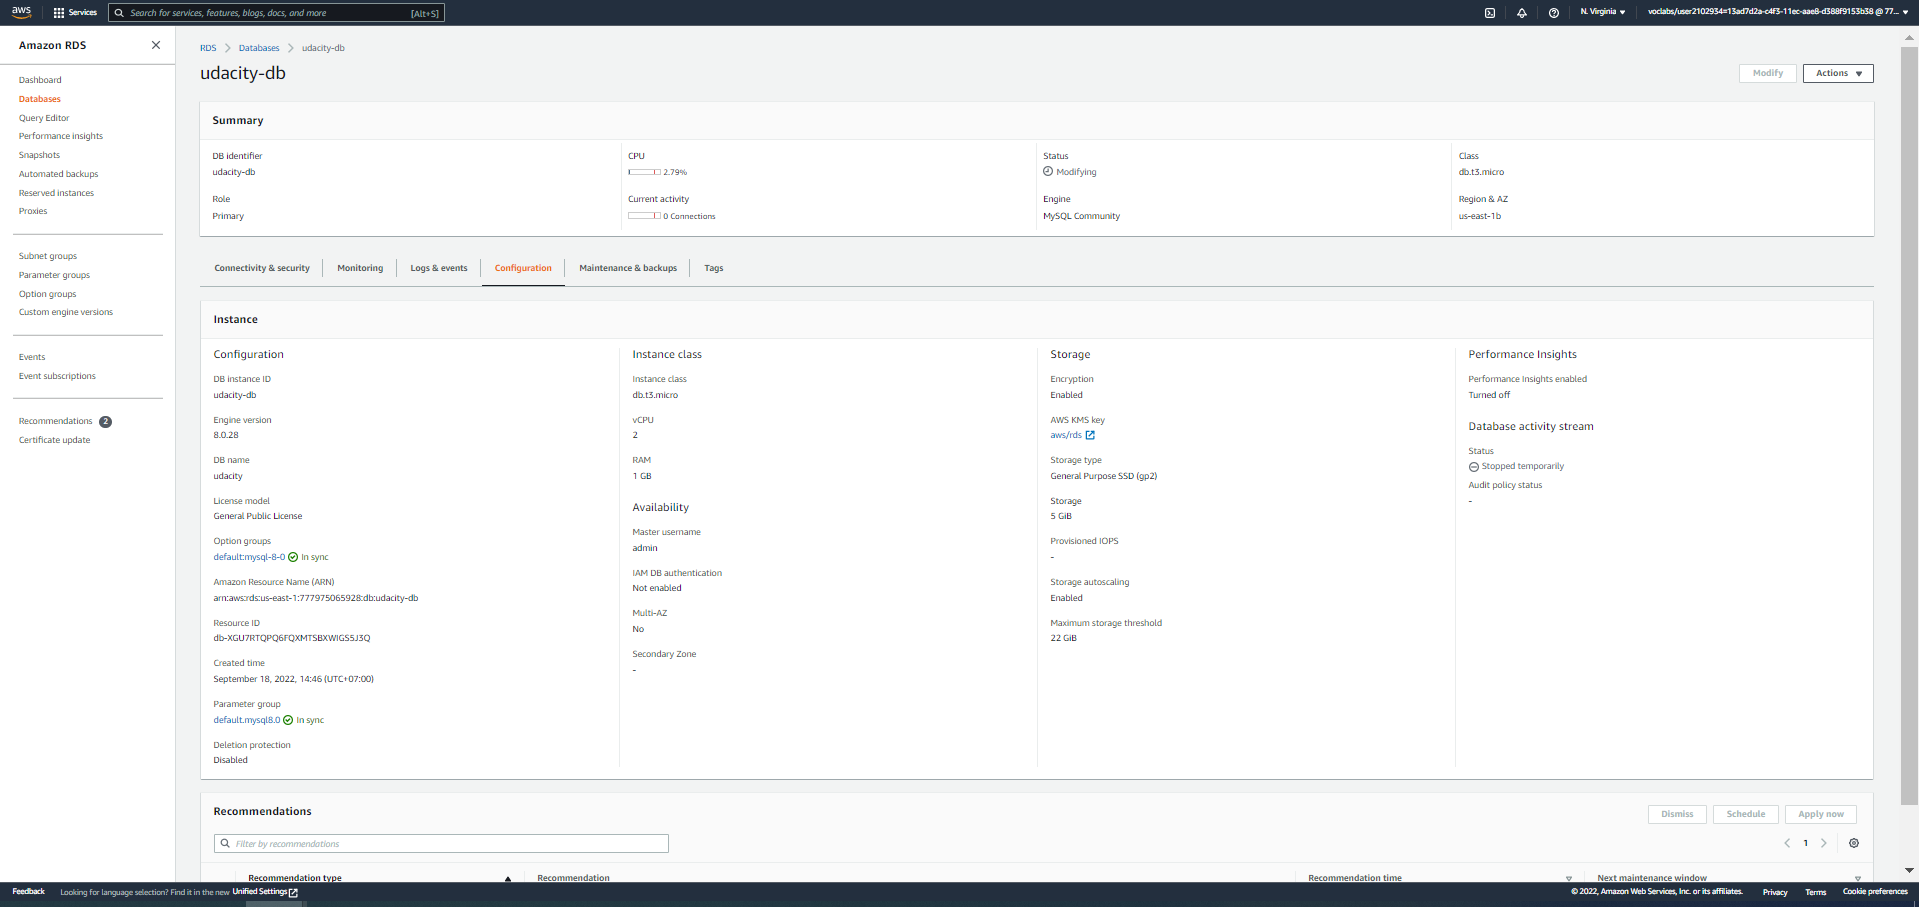 aws Services Search for services, features, blogs, docs, and more [Alt+S] N. Virginia voclabs/user2102934=13ad7d2a-c4f3-11ec-aae8-d388f9153b38 @ 77...
Amazon RDS
Dashboard
Databases
Query Editor
Performance insights
Snapshots
Automated backups
Reserved instances
Proxies
Subnet groups
Parameter groups
Option groups
Custom engine versions
Events
Event subscriptions
Recommendations 2
Certificate update
RDS > Databases > udacity-db
udacity-db
Modify Actions
Summary
DB identifier
udacity-db
Role
Primary
CPU
2.79%
Current activity
0 Connections
Status
Modifying
Engine
MySQL Community
Class
db.t3.micro
Region & AZ
us-east-1b
Connectivity & security Monitoring Logs & events Configuration Maintenance & backups Tags
Instance
Configuration
DB instance ID
udacity-db
Engine version
8.0.28
DB name
udacity
License model
General Public License
Option groups
default:mysql-8-0 In sync
Amazon Resource Name (ARN)
arn:aws:rds:us-east-1:777975065928:db:udacity-db
Resource ID
db-XGU7RTQPQ6FQXMTSBXWIGS5J3Q
Created time
September 18, 2022, 14:46 (UTC+07:00)
Parameter group
default.mysql8.0 In sync
Deletion protection
Disabled
Instance class
Instance class
db.t3.micro
vCPU
2
RAM
1 GB
Availability
Master username
admin
IAM DB authentication
Not enabled
Multi-AZ
No
Secondary Zone
-
Storage
Encryption
Enabled
AWS KMS key
aws/rds
Storage type
General Purpose SSD (gp2)
Storage
5 GiB
Provisioned IOPS
-
Storage autoscaling
Enabled
Maximum storage threshold
22 GiB
Performance Insights
Performance Insights enabled
Turned off
Database activity stream
Status
Stopped temporarily
Audit policy status
-
Recommendations
Dismiss Schedule Apply now
Filter by recommendations
1
Recommendation type Recommendation Recommendation time Next maintenance window
Feedback Looking for language selection? Find it in the new Unified Settings © 2022, Amazon Web Services, Inc. or its affiliates. Privacy Terms Cookie preferences